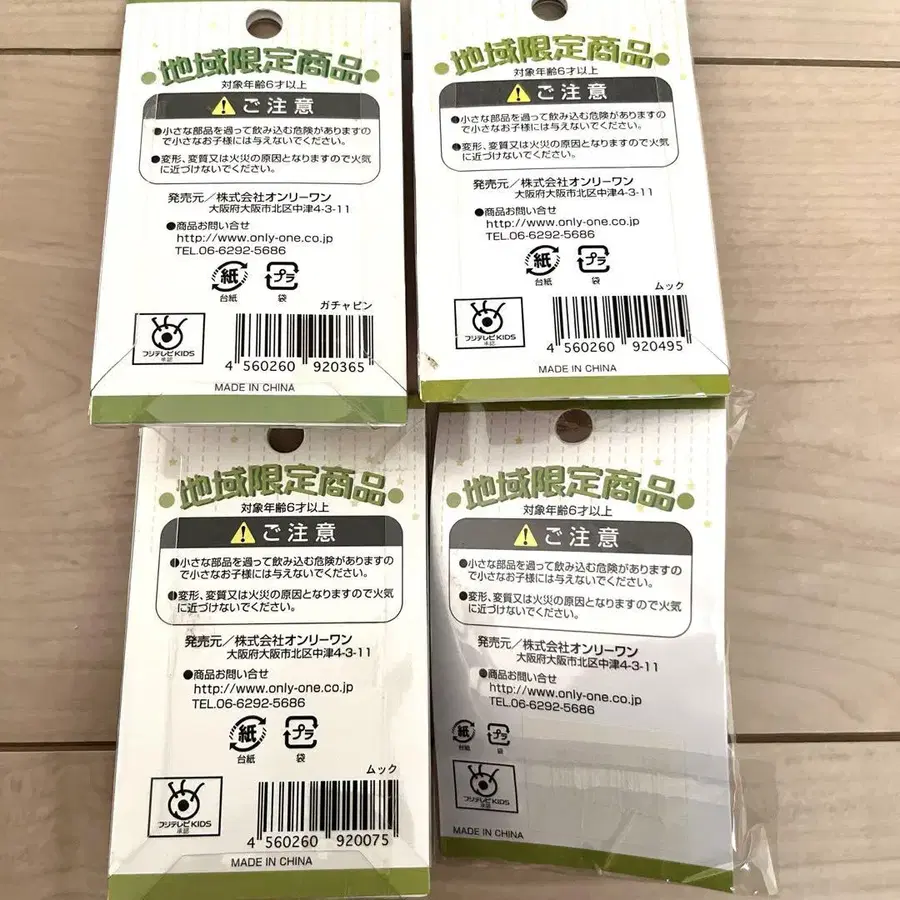 地域限定商品
対象年齢6才以上
ご注意
●小さな部品を過って飲み込む危険がありますの
で小さなお子様には与えないでください。
●変形、変質又は火災の原因となりますので火気
に近づけないでください。
発売元/株式会社オンリーワン
大阪府大阪市北区中津4-3-11
●商品お問い合せ
http://www.only-one.co.jp
TEL.06-6292-5686
紙 プラ
台紙 袋
ガチャピン
フジテレビKIDS
承認
4 560260 920365
MADE IN CHINA
地域限定商品
対象年齢6才以上
ご注意
●小さな部品を過って飲み込む危険がありますの
で小さなお子様には与えないでください。
●変形、変質又は火災の原因となりますので火気
に近づけないでください。
発売元/株式会社オンリーワン
大阪府大阪市北区中津4-3-11
●商品お問い合せ
http://www.only-one.co.jp
TEL.06-6292-5686
紙 プラ
台紙 袋
ムック
フジテレビKIDS
承認
4 560260 920495
MADE IN CHINA
地域限定商品
対象年齢6才以上
ご注意
●小さな部品を過って飲み込む危険がありますの
で小さなお子様には与えないでください。
●変形、変質又は火災の原因となりますので火気
に近づけないでください。
発売元/株式会社オンリーワン
大阪府大阪市北区中津4-3-11
●商品お問い合せ
http://www.only-one.co.jp
TEL.06-6292-5686
紙 プラ
台紙 袋
ムック
フジテレビKIDS
承認
4 560260 920075
MADE IN CHINA
地域限定商品
対象年齢6才以上
ご注意
●小さな部品を過って飲み込む危険がありますの
で小さなお子様には与えないでください。
●変形、変質又は火災の原因となりますので火気
に近づけないでください。
発売元/株式会社オンリーワン
大阪府大阪市北区中津4-3-11
●商品お問い合せ
http://www.only-one.co.jp
TEL.06-6292-5686
紙 プラ
台紙 袋
フジテレビKIDS
承認
MADE IN CHINA